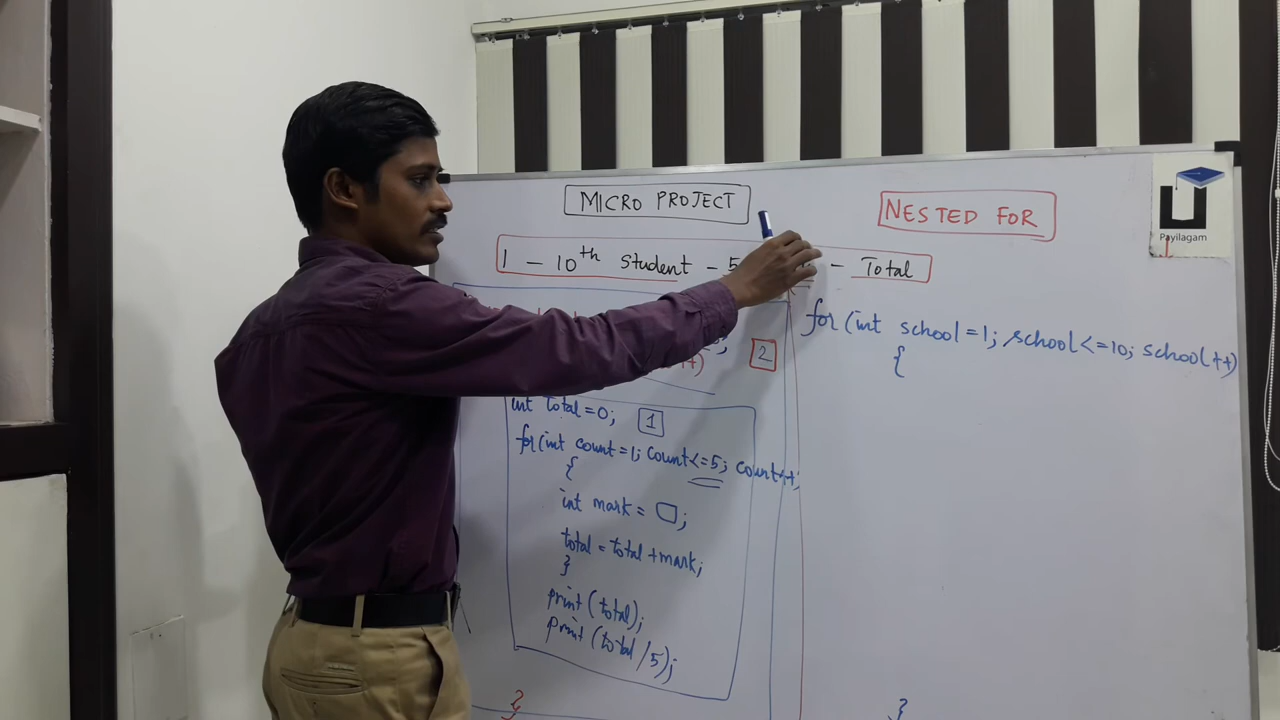 MICRO PROJECT
1 - 10th Student - 5 - Total
2
int Total=0; 1
for(int count=1; count<=5; count++)
{
int mark = ;
total = total+mark;
}
print(total);
print(total/5);
}
NESTED FOR
for(int school=1; school<=10; school++)
{
}
Payilagam